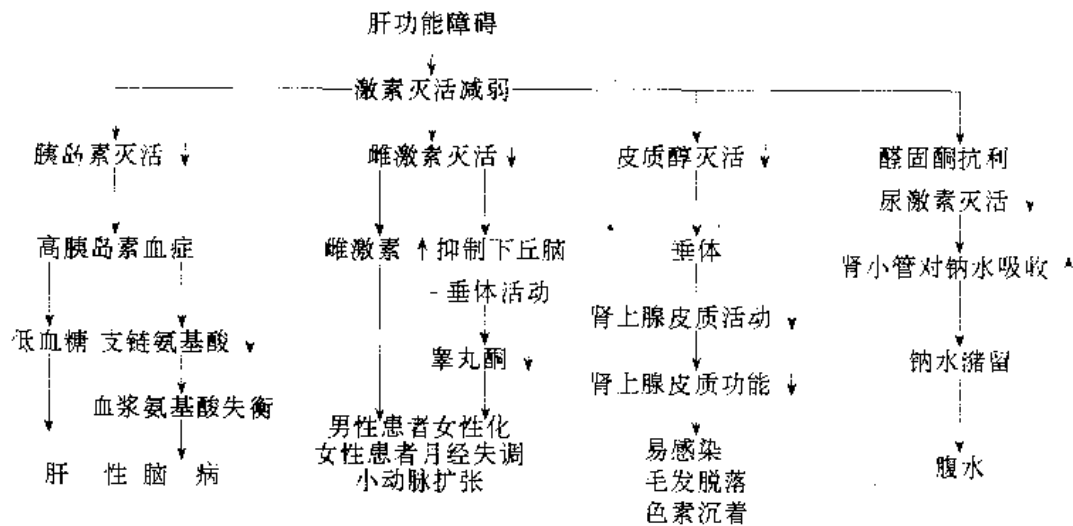 肝功能障碍
激素灭活减弱
胰岛素灭活↓ 雌激素灭活↓ 皮质醇灭活↓ 醛固酮抗利
尿激素灭活↓
高胰岛素血症 雌激素↑ 抑制下丘脑 垂体 肾小管对钠水吸收↑
-垂体活动
肾上腺皮质活动↓
低血糖 支链氨基酸↓ 睾丸酮↓ 钠水潴留
肾上腺皮质功能↓
血浆氨基酸失衡
男性患者女性化
女性患者月经失调 易感染
肝性脑病 小动脉扩张 毛发脱落 腹水
色素沉着